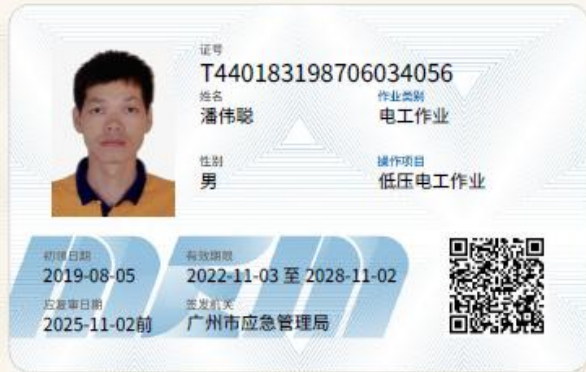 证号
T440183198706034056
姓名
潘伟聪
作业类别
电工作业
性别
男
操作项目
低压电工作业
初领日期
2019-08-05
有效期限
2022-11-03 至 2028-11-02
应复审日期
2025-11-02前
签发机关
广州市应急管理局